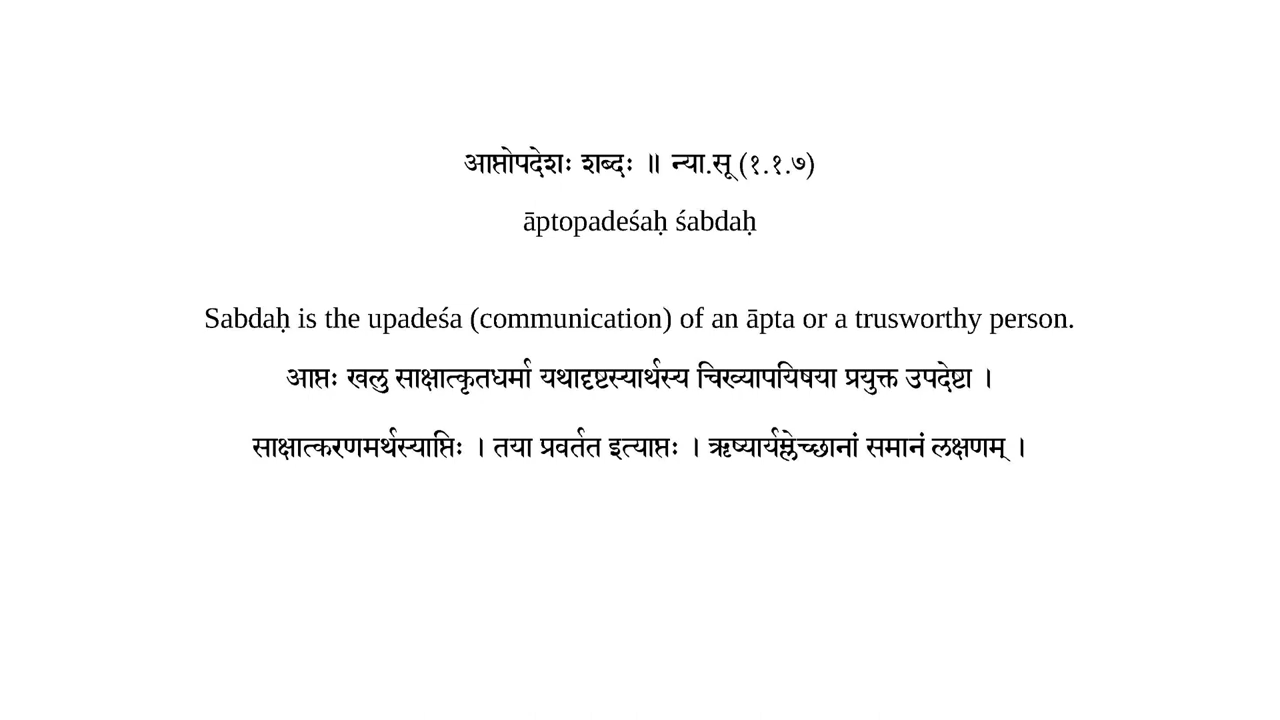 आप्तोपदेशः शब्दः ॥ न्या.सू (१.१.७)
āptopadeśaḥ śabdaḥ
Sabdaḥ is the upadeśa (communication) of an āpta or a trusworthy person.
आप्तः खलु साक्षात्कृतधर्मा यथादृष्टस्यार्थस्य चिख्यापयिषया प्रयुक्त उपदेष्टा ।
साक्षात्करणमर्थस्याप्तिः । तया प्रवर्तत इत्याप्तः । ऋष्यार्यम्लेच्छानां समानं लक्षणम् ।